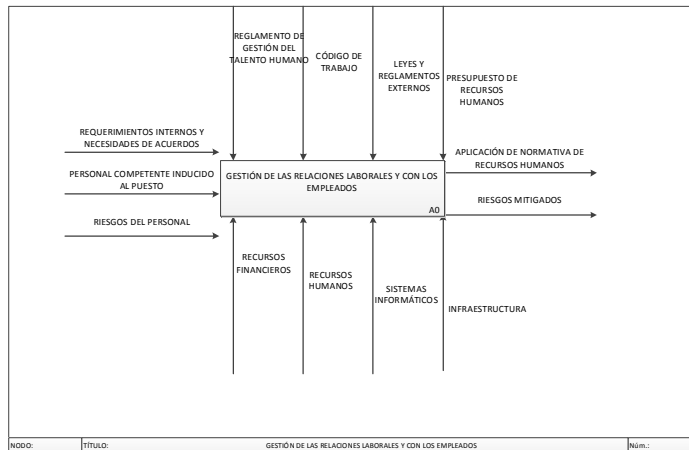 REGLAMENTO DE
GESTIÓN DEL
TALENTO HUMANO
CÓDIGO DE
TRABAJO
LEYES Y
REGLAMENTOS
EXTERNOS
PRESUPUESTO DE
RECURSOS
HUMANOS
REQUERIMIENTOS INTERNOS Y
NECESIDADES DE ACUERDOS
PERSONAL COMPETENTE INDUCIDO
AL PUESTO
RIESGOS DEL PERSONAL
GESTIÓN DE LAS RELACIONES LABORALES Y CON LOS
EMPLEADOS
A0
APLICACIÓN DE NORMATIVA DE
RECURSOS HUMANOS
RIESGOS MITIGADOS
RECURSOS
FINANCIEROS
RECURSOS
HUMANOS
SISTEMAS
INFORMÁTICOS
INFRAESTRUCTURA
NODO:
TÍTULO:
GESTIÓN DE LAS RELACIONES LABORALES Y CON LOS EMPLEADOS
Núm.: